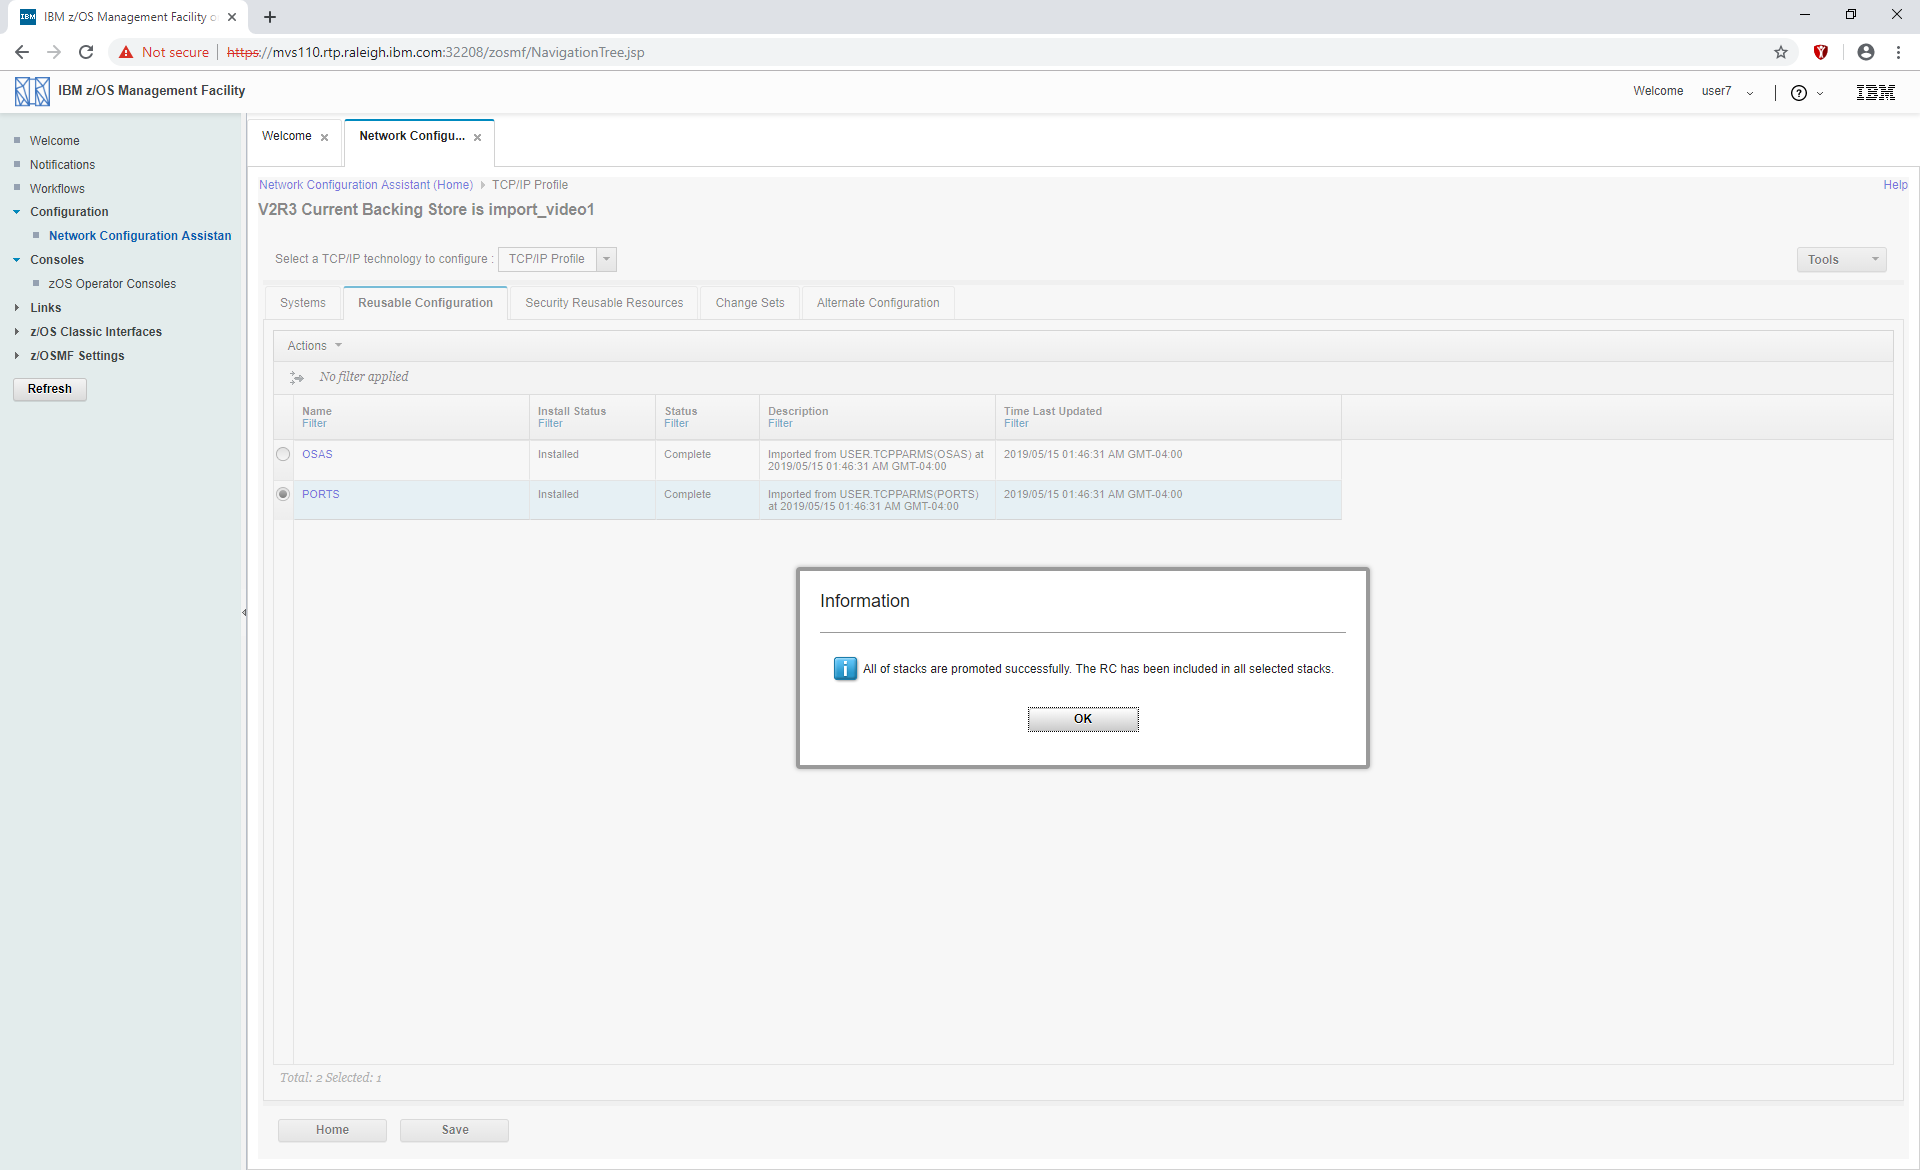 IBM IBM z/OS Management Facility o
Not secure https://mvs110.rtp.raleigh.ibm.com:32208/zosmf/NavigationTree.jsp
IBM z/OS Management Facility
Welcome user7 ? IBM
Welcome
Notifications
Workflows
Configuration
Network Configuration Assistan
Consoles
zOS Operator Consoles
Links
z/OS Classic Interfaces
z/OSMF Settings
Refresh
Welcome Network Configu...
Network Configuration Assistant (Home) TCP/IP Profile Help
V2R3 Current Backing Store is import_video1
Select a TCP/IP technology to configure : TCP/IP Profile Tools
Systems Reusable Configuration Security Reusable Resources Change Sets Alternate Configuration
Actions
No filter applied
Name Install Status Status Description Time Last Updated
Filter Filter Filter Filter Filter
OSAS Installed Complete Imported from USER.TCPPARMS(OSAS) at 2019/05/15 01:46:31 AM GMT-04:00
2019/05/15 01:46:31 AM GMT-04:00
PORTS Installed Complete Imported from USER.TCPPARMS(PORTS) 2019/05/15 01:46:31 AM GMT-04:00
at 2019/05/15 01:46:31 AM GMT-04:00
Information
i All of stacks are promoted successfully. The RC has been included in all selected stacks.
OK
Total: 2 Selected: 1
Home Save